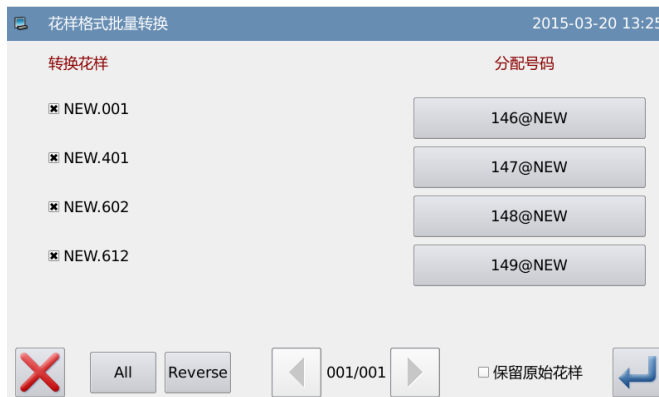 花样格式批量转换 2015-03-20 13:25
转换花样 分配号码
NEW.001 146@NEW
NEW.401 147@NEW
NEW.602 148@NEW
NEW.612 149@NEW
All Reverse 001/001 保留原始花样